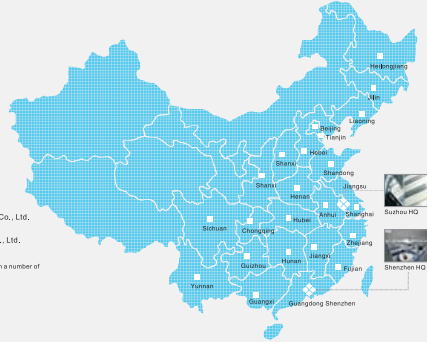 Heilongjiang
Jilin
Liaoning
Beijing
Tianjin
Hebei
Shanxi
Shandong
Shanxi
Jiangsu
Henan
Suzhou HQ
Anhui
Shanghai
Co., Ltd.
Hubei
Sichuan
Chongqing
., Ltd.
Zhejiang
Jiangxi
Hunan
Guizhou
Fujian
Shenzhen HQ
n a number of
Yunnan
Guangxi
Guangdong Shenzhen